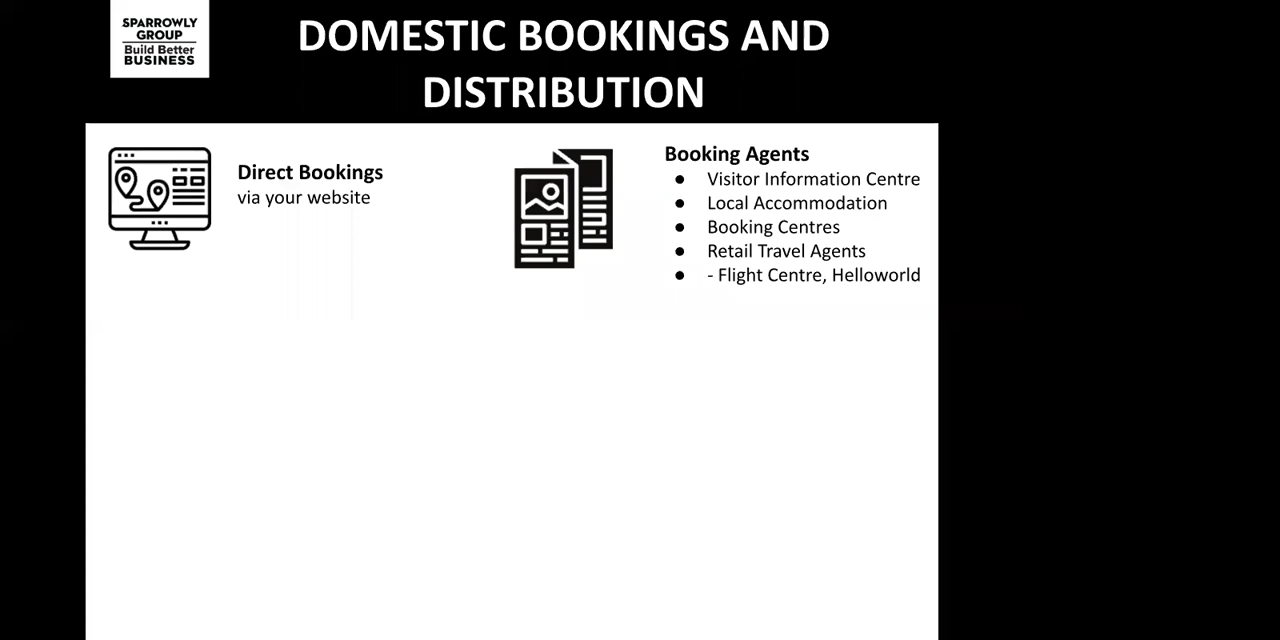 SPARROWLY
GROUP
Build Better
BUSINESS
DOMESTIC BOOKINGS AND
DISTRIBUTION
Direct Bookings
via your website
Booking Agents
● Visitor Information Centre
● Local Accommodation
● Booking Centres
● Retail Travel Agents
● - Flight Centre, Helloworld